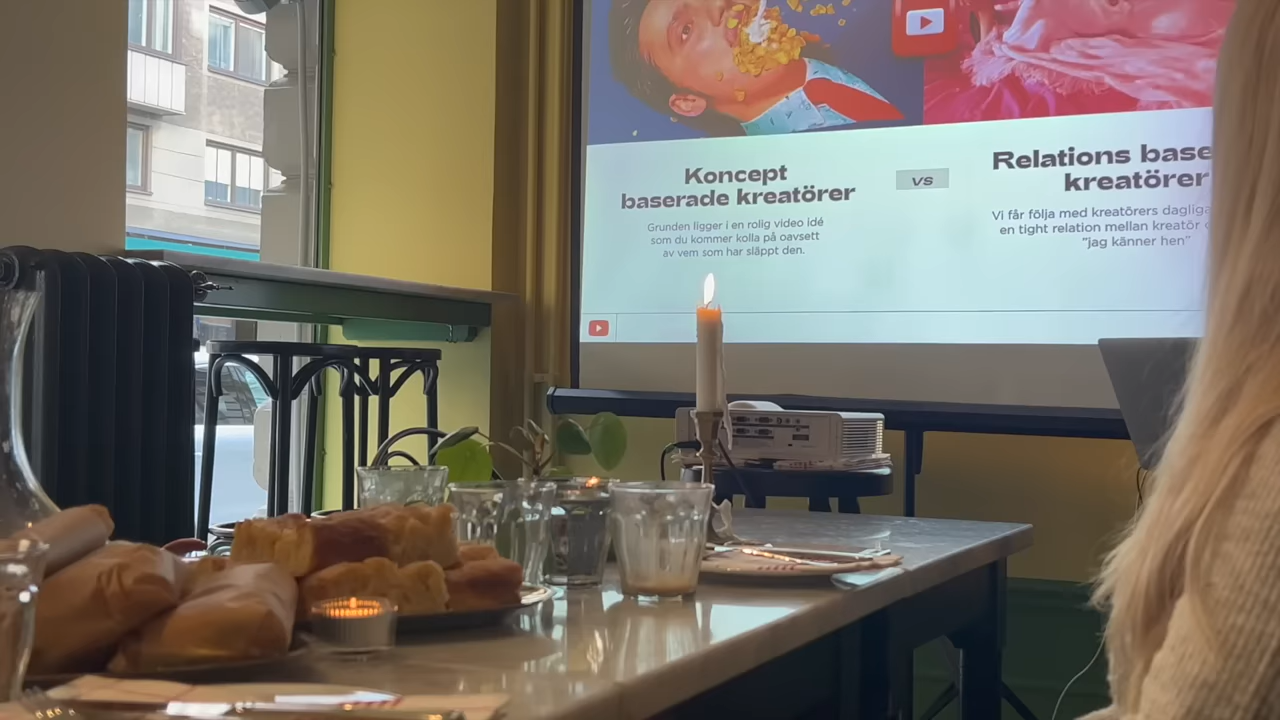 Koncept
baserade kreatörer
Grunden ligger i en rolig video idé
som du kommer kolla på oavsett
av vem som har släppt den.
vs
Relations base
kreatörer
Vi får följa med kreatörers daglig
en tight relation mellan kreatör
"jag känner hen"